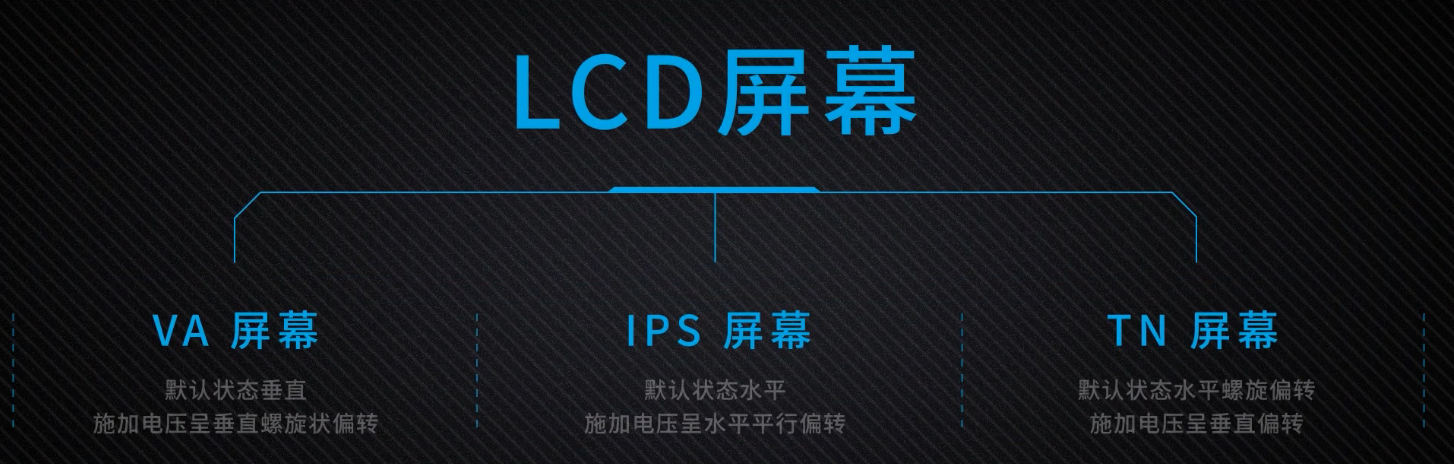 LCD屏幕
VA 屏幕
默认状态垂直
施加电压呈垂直螺旋状偏转
IPS 屏幕
默认状态水平
施加电压呈水平平行偏转
TN 屏幕
默认状态水平螺旋偏转
施加电压呈垂直偏转